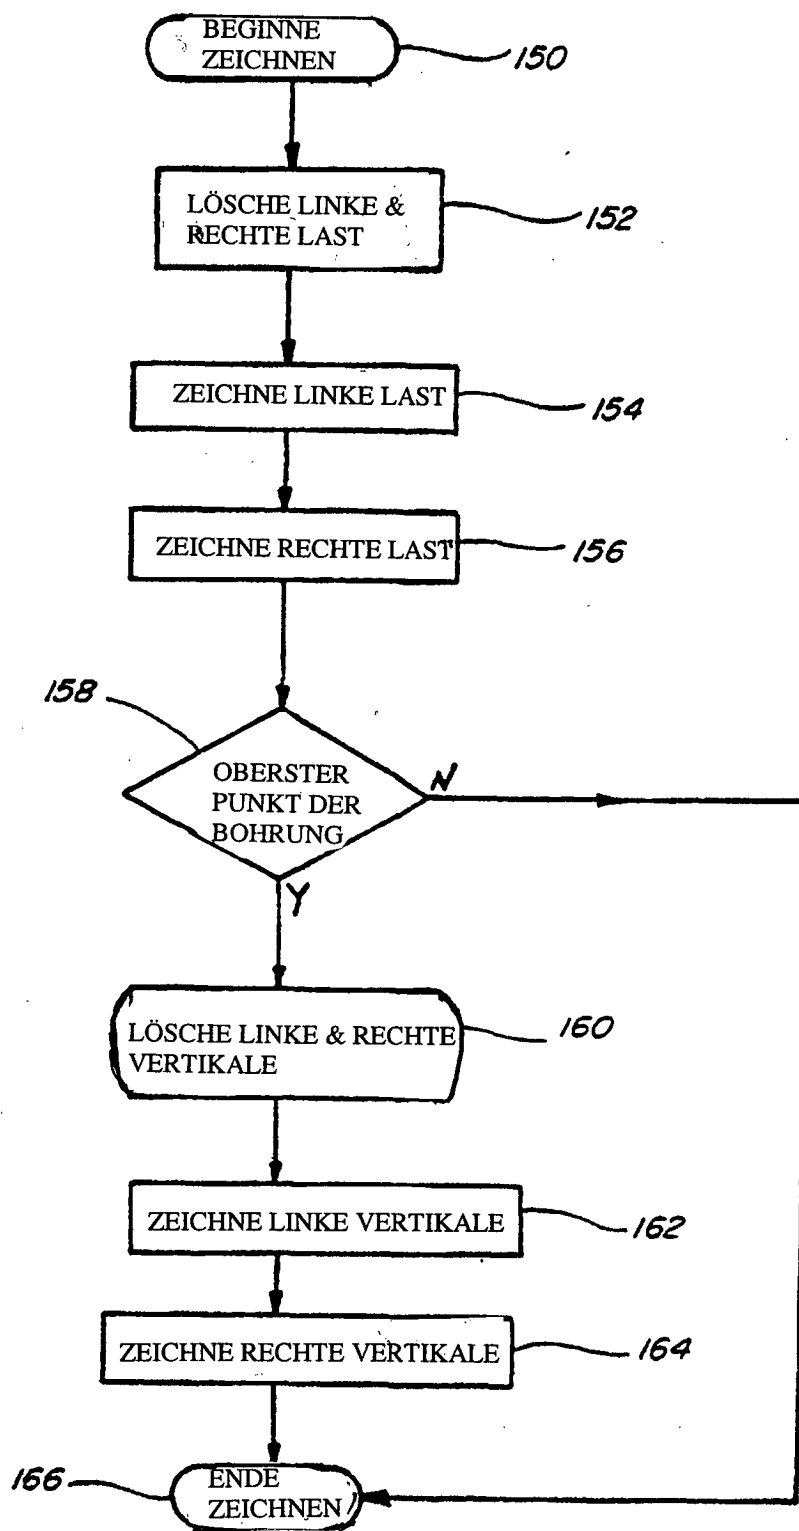 BEGINNE
ZEICHNEN
150
LÖSCHE LINKE &
RECHTE LAST
152
ZEICHNE LINKE LAST
154
ZEICHNE RECHTE LAST
156
158
OBERSTER
PUNKT DER
BOHRUNG
N
Y
LÖSCHE LINKE & RECHTE
VERTIKALE
160
ZEICHNE LINKE VERTIKALE
162
ZEICHNE RECHTE VERTIKALE
164
166
ENDE
ZEICHNEN